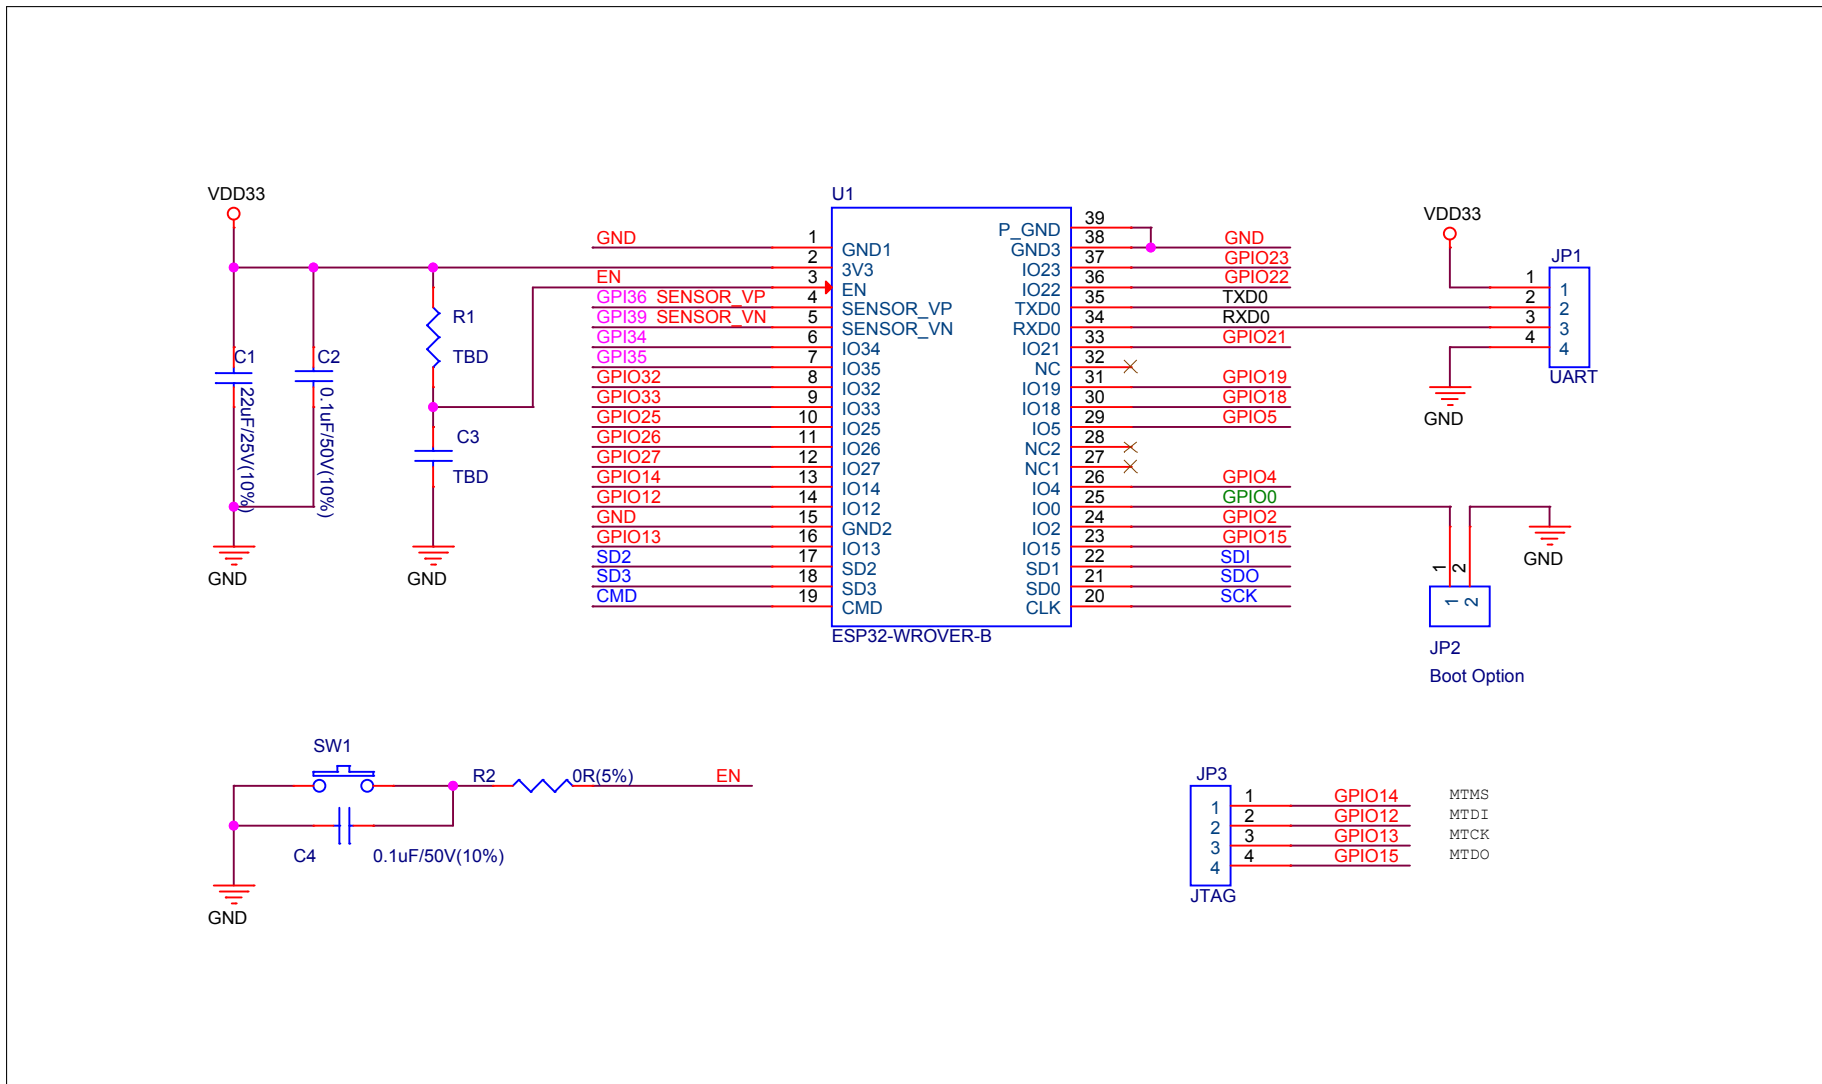 U1
VDD33
VDD33
GND 1 GND1
2 3V3
EN 3 EN
GPI36 SENSOR_VP 4 SENSOR_VP
GPI39 SENSOR_VN 5 SENSOR_VN
GPI34 6 IO34
GPI35 7 IO35
GPIO32 8 IO32
GPIO33 9 IO33
GPIO25 10 IO25
GPIO26 11 IO26
GPIO27 12 IO27
GPIO14 13 IO14
GPIO12 14 IO12
GND 15 GND2
GPIO13 16 IO13
SD2 17 SD2
SD3 18 SD3
CMD 19 CMD
P_GND 39
GND3 38 GND
IO23 37 GPIO23
IO22 36 GPIO22
TXD0 35 TXD0
RXD0 34 RXD0
IO21 33 GPIO21
NC 32
IO19 31 GPIO19
IO18 30 GPIO18
IO5 29 GPIO5
NC2 28
NC1 27
IO4 26 GPIO4
IO0 25 GPIO0
IO2 24 GPIO2
IO15 23 GPIO15
SD1 22 SDI
SD0 21 SDO
CLK 20 SCK
ESP32-WROVER-B
C1
22uF/25V(10%)
C2
0.1uF/50V(10%)
R1
TBD
C3
TBD
GND
GND
JP1
1 1
2 2
3 3
4 4
UART
GND
GND
1 2
1 2
JP2
Boot Option
SW1
R2 0R(5%) EN
C4 0.1uF/50V(10%)
GND
JP3
1 1 GPIO14 MTMS
2 2 GPIO12 MTDI
3 3 GPIO13 MTCK
4 4 GPIO15 MTDO
JTAG